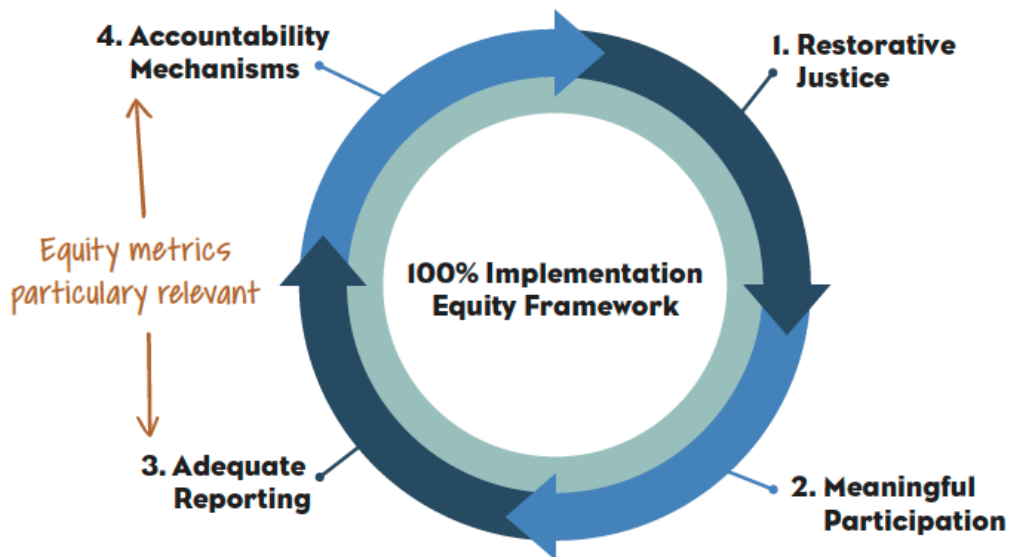 4. Accountability
Mechanisms
1. Restorative
Justice
Equity metrics
particulary relevant
100% Implementation
Equity Framework
3. Adequate
Reporting
2. Meaningful
Participation